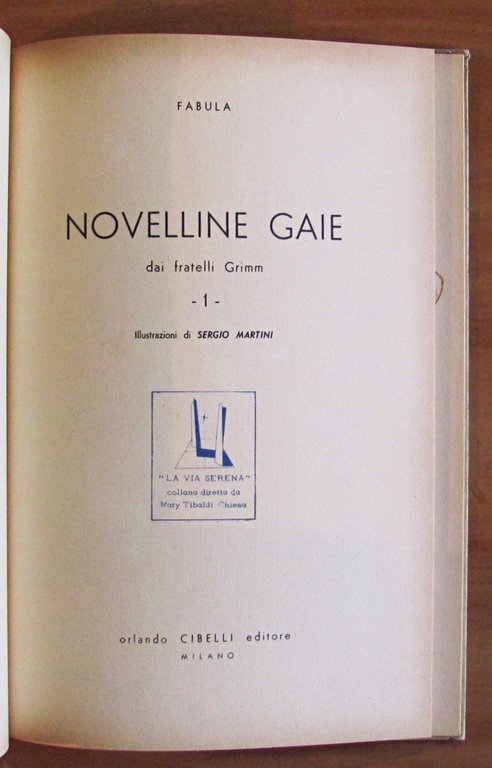 FABULA
NOVELLINE GAIE
dai fratelli Grimm
- 1 -
Illustrazioni di SERGIO MARTINI
"LA VIA SERENA"
collana diretta da
Mary Tibaldi Chiesa
orlando CIBELLI editore
MILANO